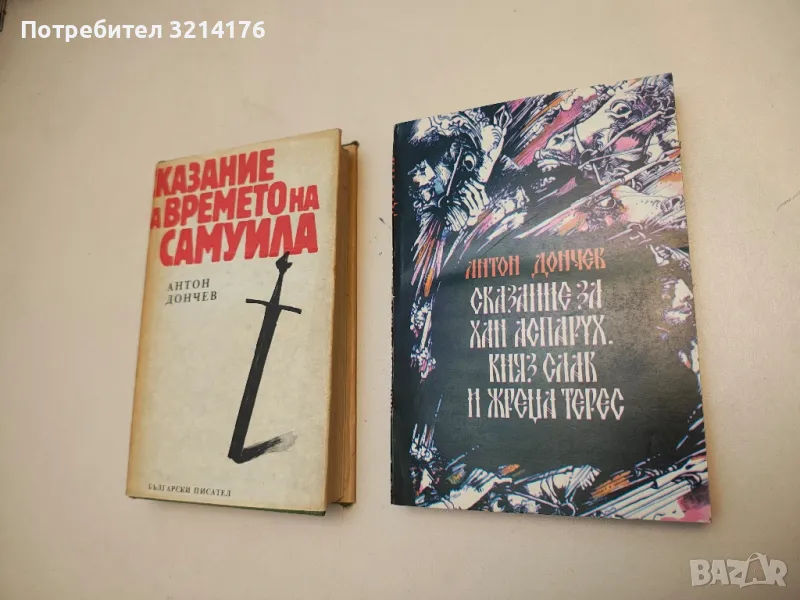 Потребител 3214176
КАЗАНИЕ
А ВРЕМЕТО НА
САМУИЛА
АНТОН
ДОНЧЕВ
БЪЛГАРСКИ ПИСАТЕЛ
АНТОН ДОНЧЕВ
СКАЗАНИЕ ЗА
ХАН АСПАРУХ.
КНЯЗ СЛАВ
И ЖРЕЦА ТЕРЕС
BAZAR